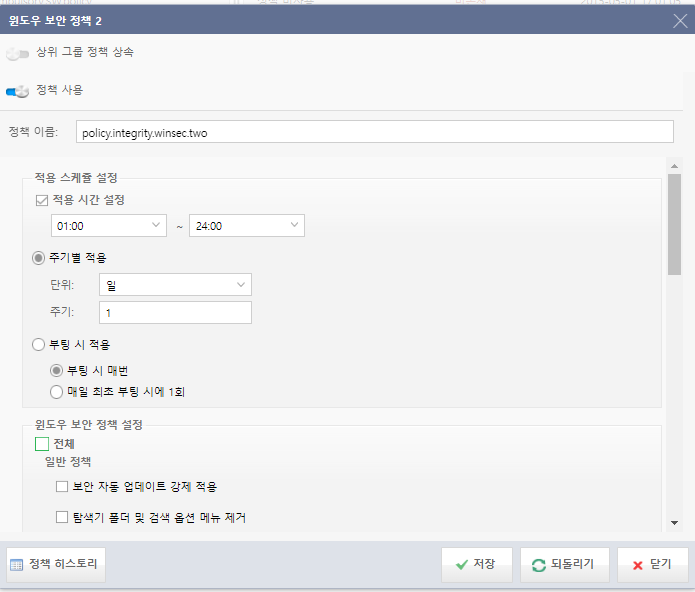 윈도우 보안 정책 2
상위 그룹 정책 상속
정책 사용
정책 이름: policy.integrity.winsec.two
적용 스케쥴 설정
적용 시간 설정
01:00 ~ 24:00
주기별 적용
단위: 일
주기: 1
부팅 시 적용
부팅 시 매번
매일 최초 부팅 시에 1회
윈도우 보안 정책 설정
전체
일반 정책
보안 자동 업데이트 강제 적용
탐색기 폴더 및 검색 옵션 메뉴 제거
정책 히스토리 저장 되돌리기 닫기